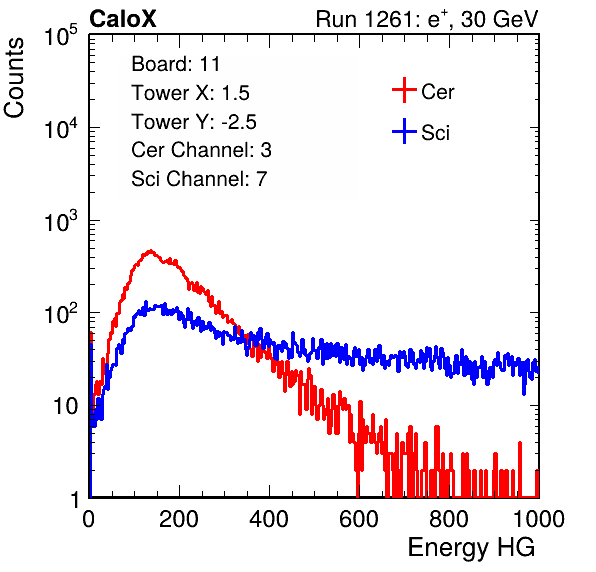 CaloX Run 1261: e⁺, 30 GeV
Counts
Board: 11
Tower X: 1.5
Tower Y: -2.5
Cer Channel: 3
Sci Channel: 7
Cer
Sci
10⁵
10⁴
10³
10²
10
1
0 200 400 600 800 1000
Energy HG